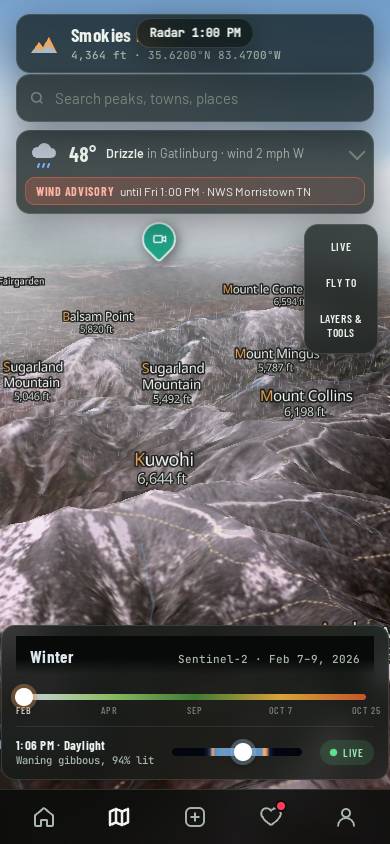 Smokies
Radar 1:00 PM
4,364 ft · 35.6200°N 83.4700°W
Search peaks, towns, places
48° Drizzle in Gatlinburg · wind 2 mph W
WIND ADVISORY until Fri 1:00 PM · NWS Morristown TN
LIVE
FLY TO
LAYERS &
TOOLS
Fairgarden
Mount le Conte
6,594 ft
Balsam Point
5,820 ft
Mount Mingus
5,787 ft
Sugarland
Mountain
5,046 ft
Sugarland
Mountain
5,492 ft
Mount Collins
6,198 ft
Kuwohi
6,644 ft
Winter
Sentinel-2 · Feb 7–9, 2026
FEB
APR
SEP
OCT 7
OCT 25
1:06 PM · Daylight
Waning gibbous, 94% lit
LIVE